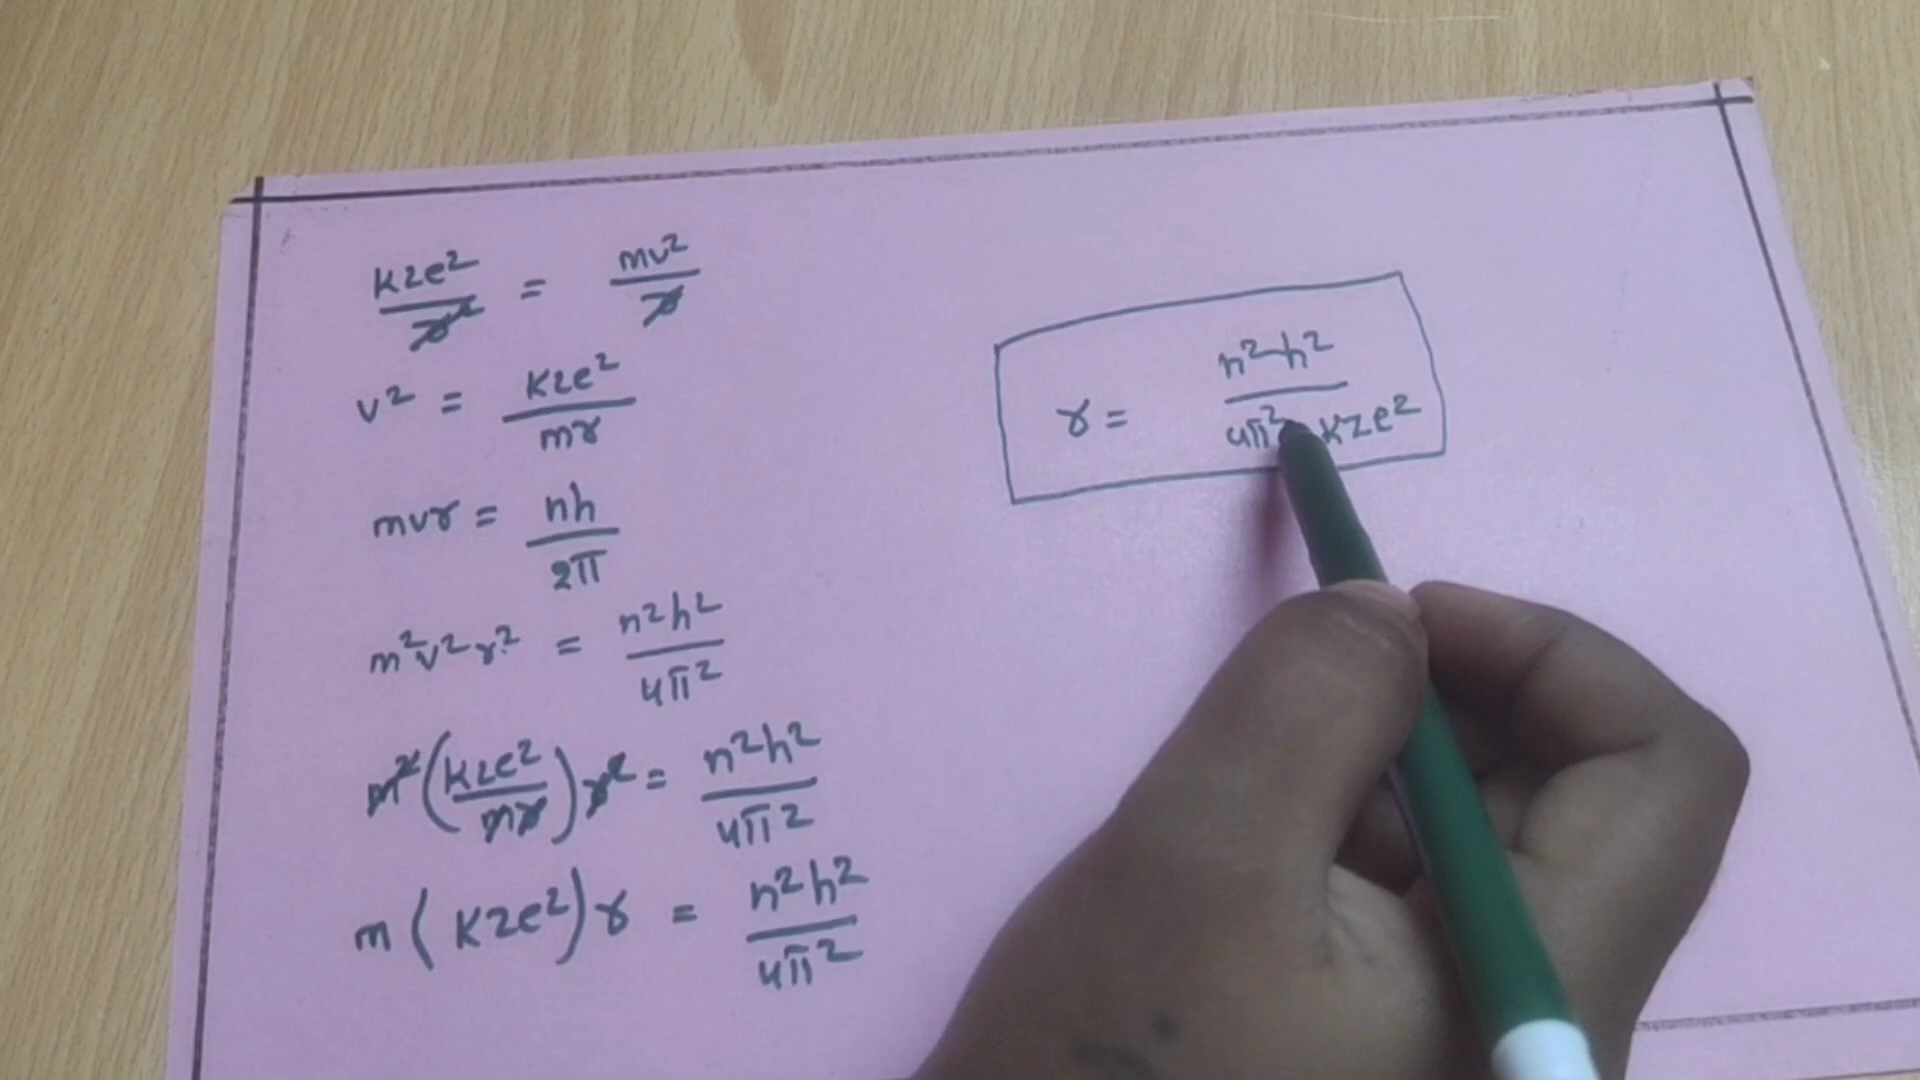 kze²/r² = mv²/r
v² = kze²/mr
mvr = nh/2π
m²v²r² = n²h²/4π²
m²(kze²/mr)r² = n²h²/4π²
m(kze²)r = n²h²/4π²
r = n²h²/4π² kze²